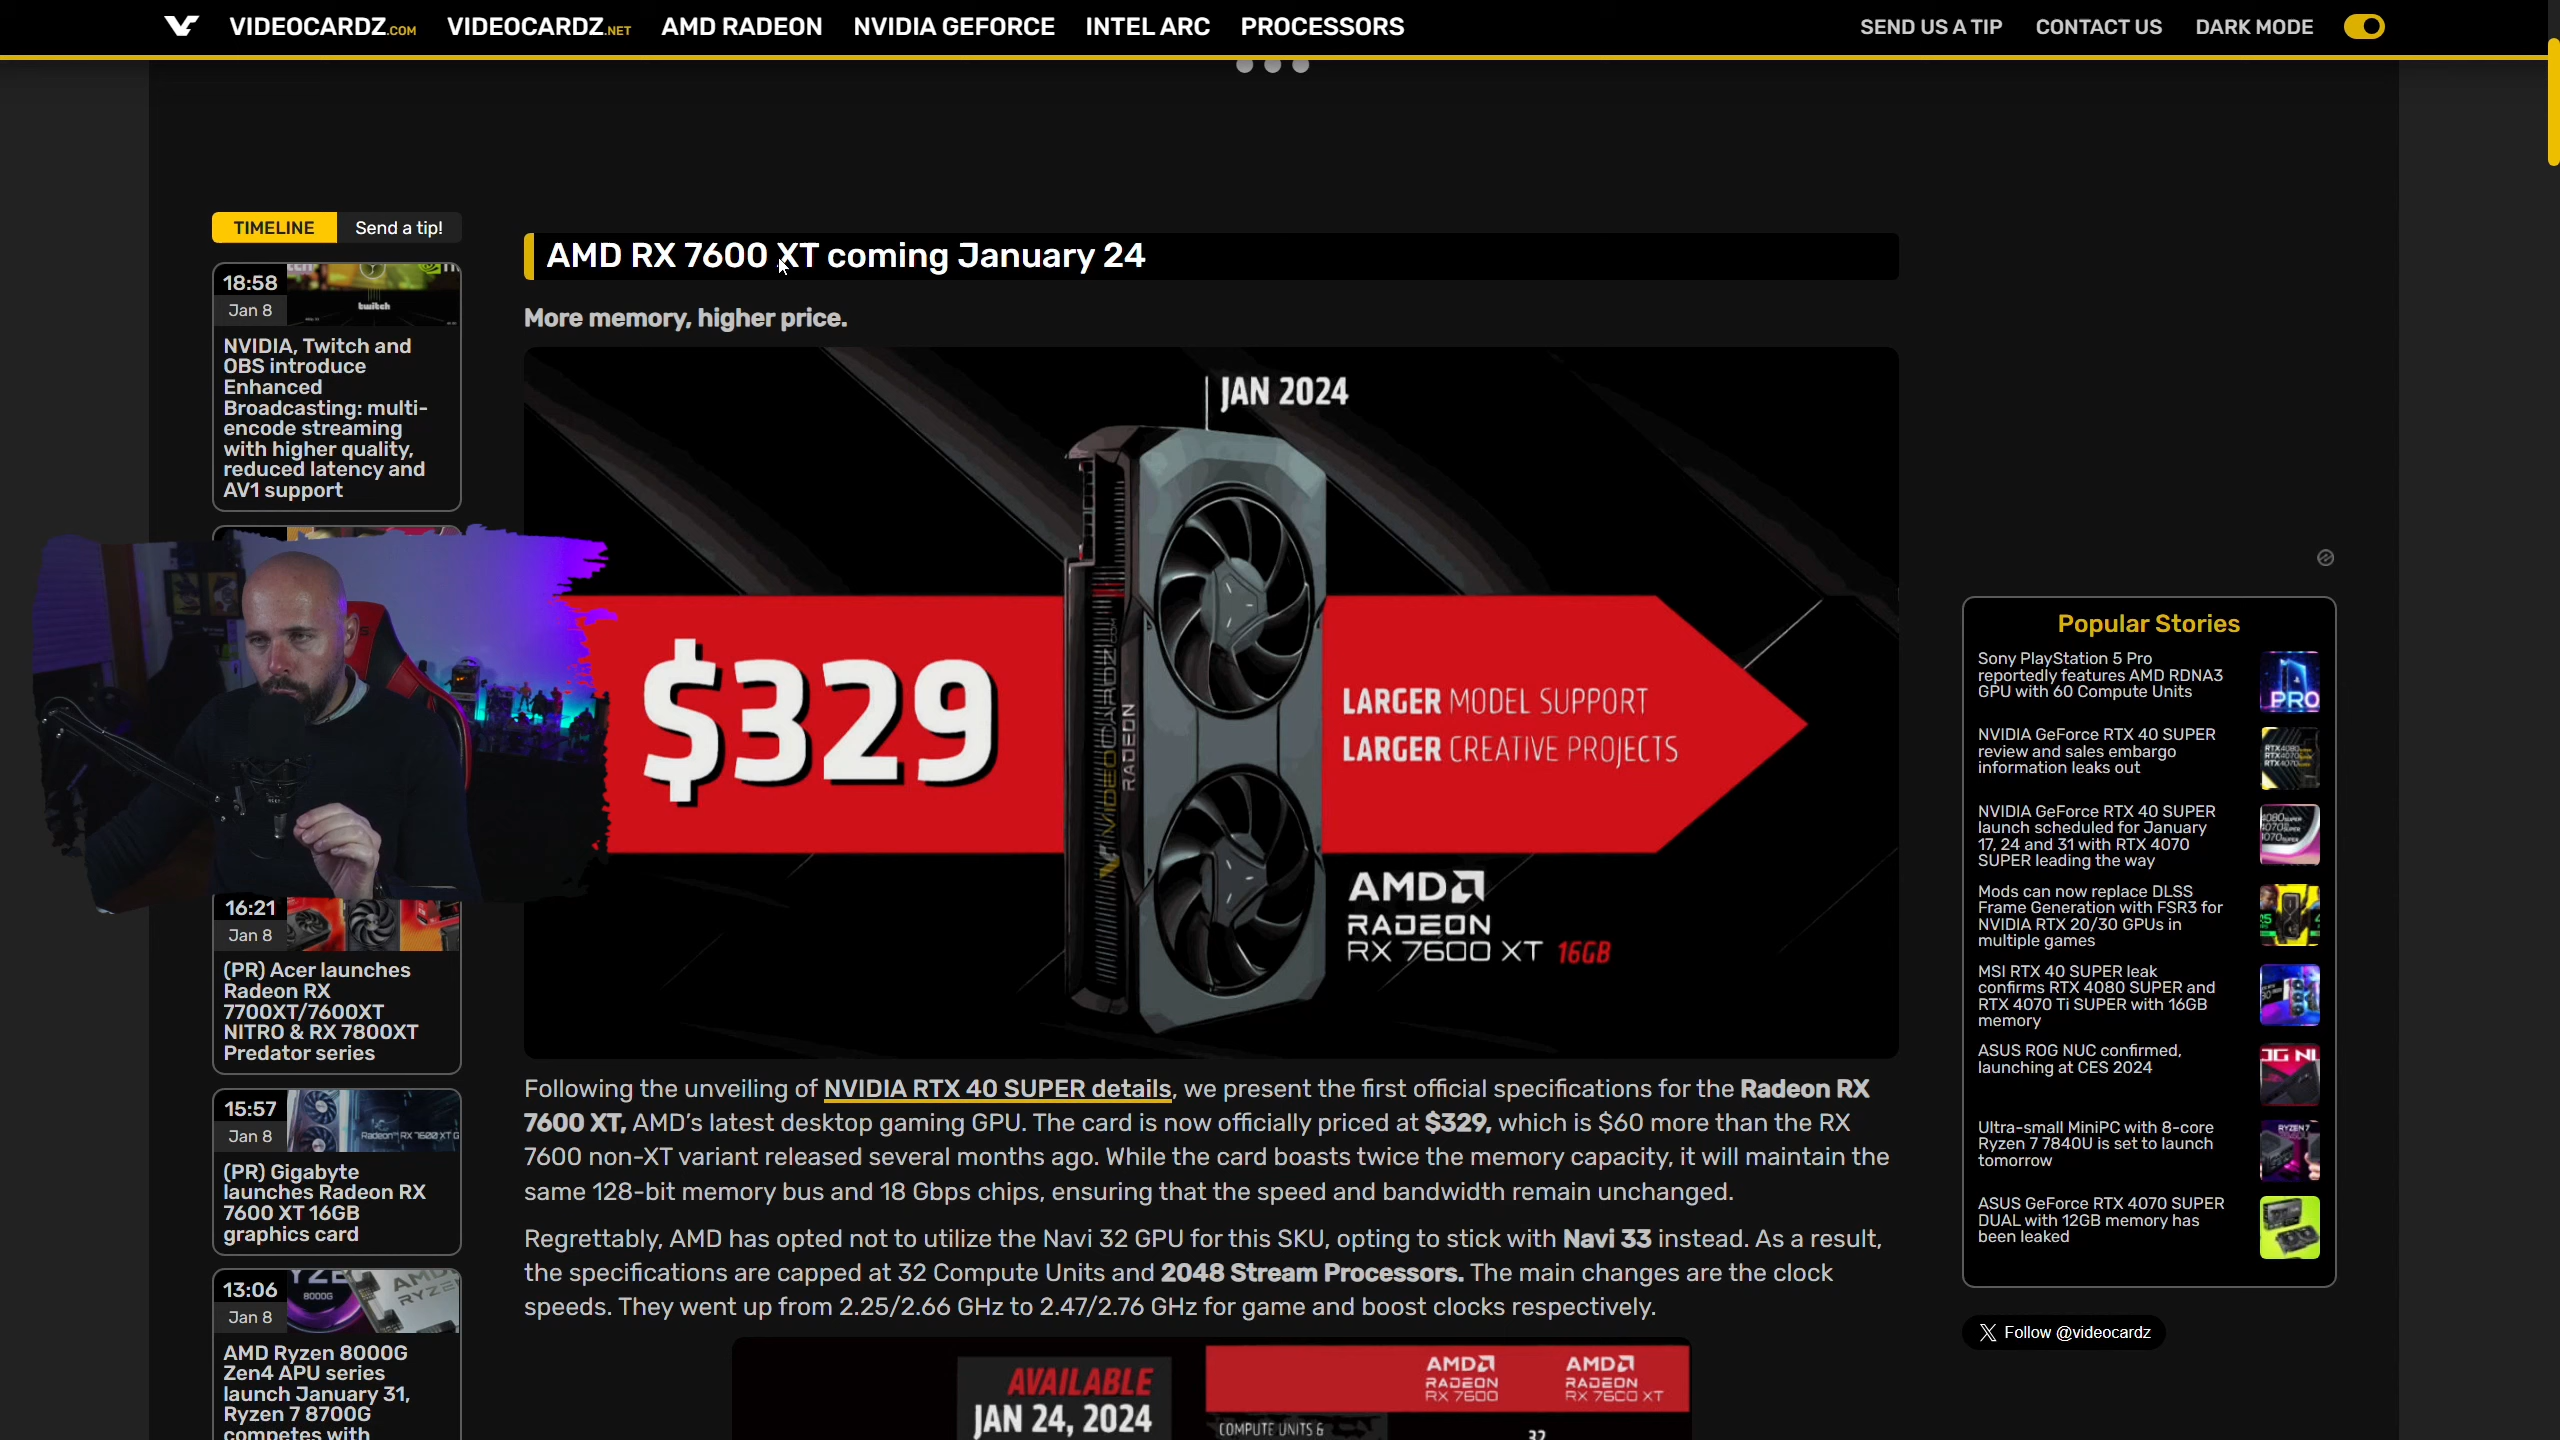 VIDEOCARDZ.COM VIDEOCARDZ.NET AMD RADEON NVIDIA GEFORCE INTEL ARC PROCESSORS SEND US A TIP CONTACT US DARK MODE
TIMELINE Send a tip!
18:58
Jan 8
twitch
NVIDIA, Twitch and
OBS introduce
Enhanced
Broadcasting: multi-
encode streaming
with higher quality,
reduced latency and
AV1 support
16:21
Jan 8
(PR) Acer launches
Radeon RX
7700XT/7600XT
NITRO & RX 7800XT
Predator series
15:57
Jan 8
Radeon™ RX 7600 XT G
(PR) Gigabyte
launches Radeon RX
7600 XT 16GB
graphics card
13:06
Jan 8
8000G
AMD
RYZE
AMD Ryzen 8000G
Zen4 APU series
launch January 31,
Ryzen 7 8700G
competes with
AMD RX 7600 XT coming January 24
More memory, higher price.
JAN 2024
$329
VIDEOCARDZ.COM
RADEON
LARGER MODEL SUPPORT
LARGER CREATIVE PROJECTS
AMD
RADEON
RX 7600 XT 16GB
Following the unveiling of NVIDIA RTX 40 SUPER details, we present the first official specifications for the Radeon RX
7600 XT, AMD's latest desktop gaming GPU. The card is now officially priced at $329, which is $60 more than the RX
7600 non-XT variant released several months ago. While the card boasts twice the memory capacity, it will maintain the
same 128-bit memory bus and 18 Gbps chips, ensuring that the speed and bandwidth remain unchanged.
Regrettably, AMD has opted not to utilize the Navi 32 GPU for this SKU, opting to stick with Navi 33 instead. As a result,
the specifications are capped at 32 Compute Units and 2048 Stream Processors. The main changes are the clock
speeds. They went up from 2.25/2.66 GHz to 2.47/2.76 GHz for game and boost clocks respectively.
AVAILABLE
JAN 24, 2024
AMD
RADEON
RX 7600
AMD
RADEON
RX 7600 XT
COMPUTE UNITS &
32
Popular Stories
Sony PlayStation 5 Pro
reportedly features AMD RDNA3
GPU with 60 Compute Units
PRO
NVIDIA GeForce RTX 40 SUPER
review and sales embargo
information leaks out
NVIDIA GeForce RTX 40 SUPER
launch scheduled for January
17, 24 and 31 with RTX 4070
SUPER leading the way
Mods can now replace DLSS
Frame Generation with FSR3 for
NVIDIA RTX 20/30 GPUs in
multiple games
MSI RTX 40 SUPER leak
confirms RTX 4080 SUPER and
RTX 4070 Ti SUPER with 16GB
memory
ASUS ROG NUC confirmed,
launching at CES 2024
Ultra-small MiniPC with 8-core
Ryzen 7 7840U is set to launch
tomorrow
RYZEN 7
ASUS GeForce RTX 4070 SUPER
DUAL with 12GB memory has
been leaked
Follow @videocardz